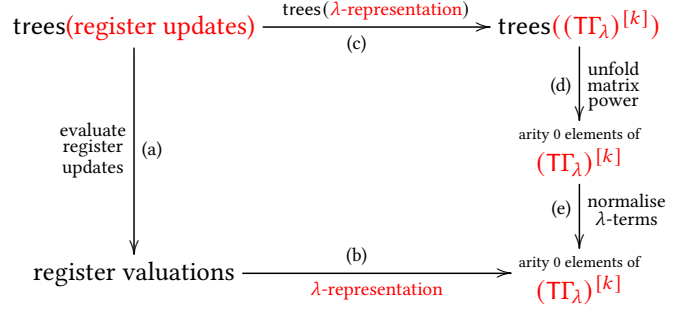 trees(register updates)
trees(λ-representation)
(c)
trees((TΓλ)[k])
(d)
unfold
matrix
power
evaluate
register
updates
(a)
arity 0 elements of
(TΓλ)[k]
(e)
normalise
λ-terms
register valuations
(b)
λ-representation
arity 0 elements of
(TΓλ)[k]